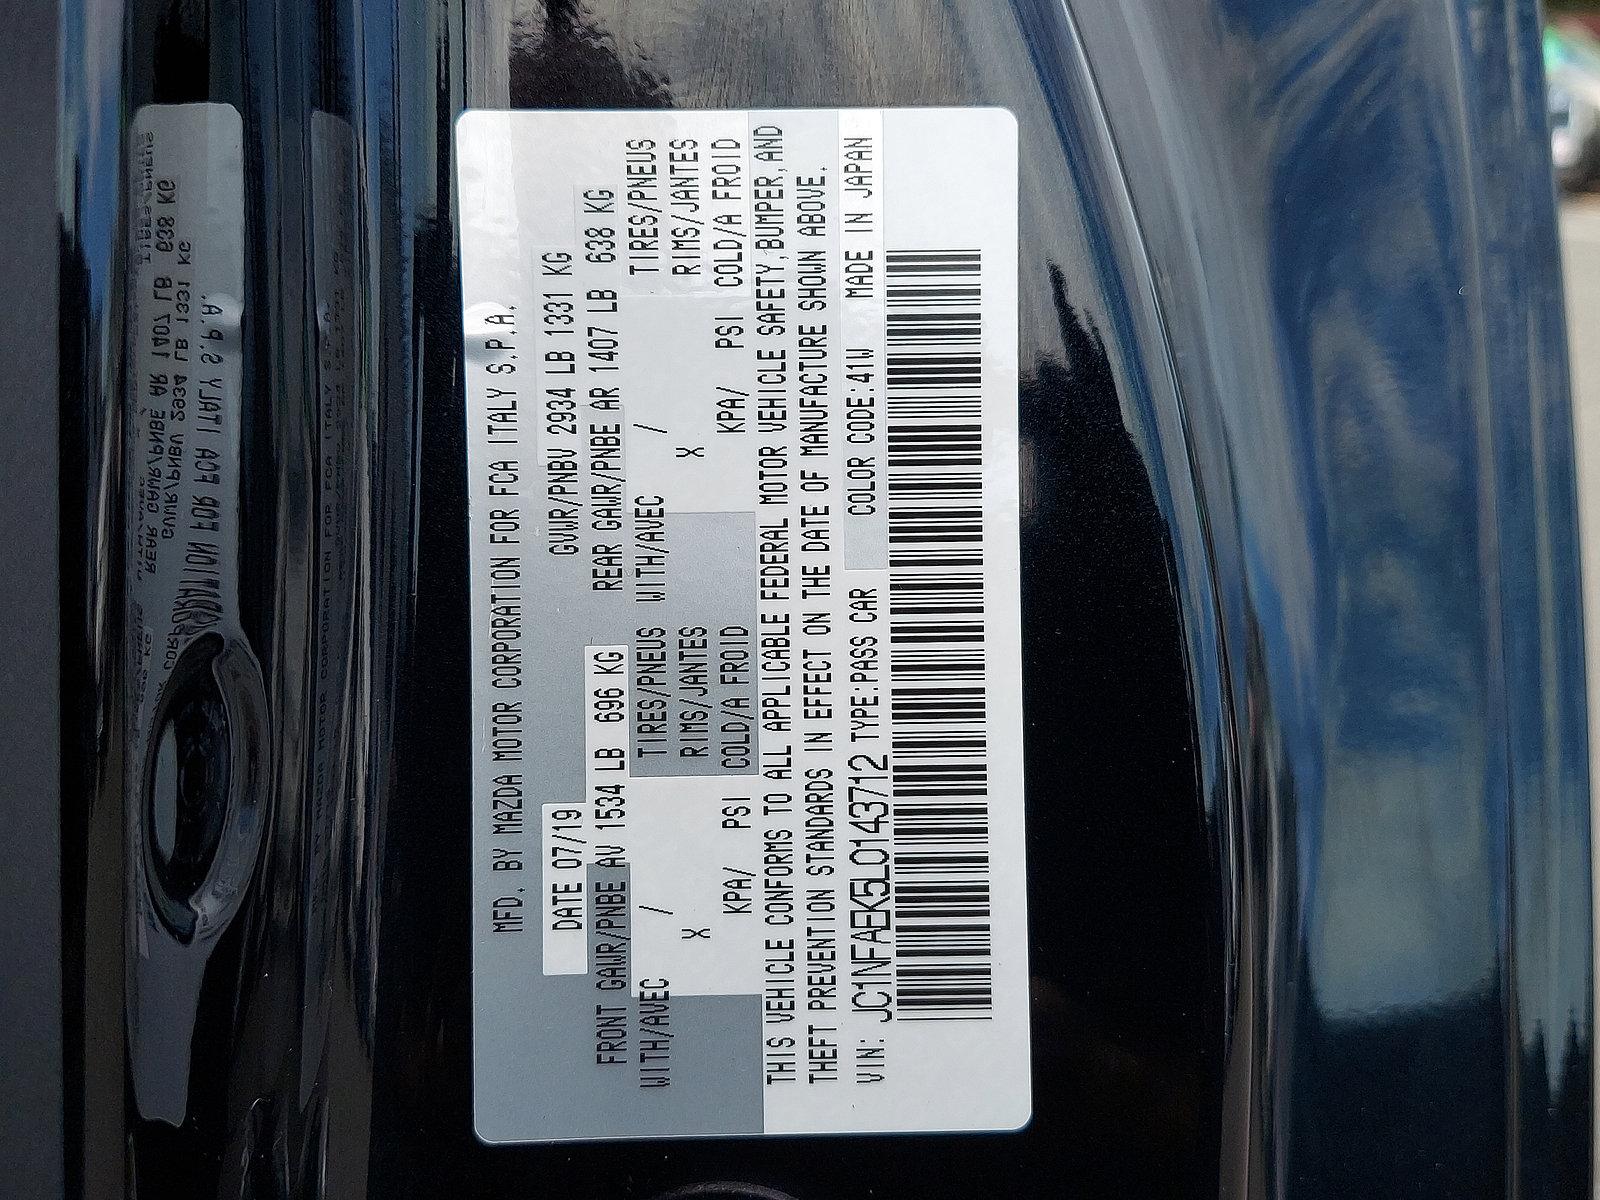 MFD. BY MAZDA MOTOR CORPORATION FOR FCA ITALY S.P.A.
DATE 07/19 GVWR/PNBV 2934 LB 1331 KG
FRONT GAWR/PNBE AV 1534 LB 696 KG REAR GAWR/PNBE AR 1407 LB 638 KG
WITH/AVEC / TIRES/PNEUS WITH/AVEC / TIRES/PNEUS
X RIMS/JANTES X RIMS/JANTES
KPA/ PSI COLD/A FROID KPA/ PSI COLD/A FROID
THIS VEHICLE CONFORMS TO ALL APPLICABLE FEDERAL MOTOR VEHICLE SAFETY,BUMPER,AND
THEFT PREVENTION STANDARDS IN EFFECT ON THE DATE OF MANUFACTURE SHOWN ABOVE.
VIN: JC1NFAEK5L0143712 TYPE:PASS CAR COLOR CODE:41W MADE IN JAPAN